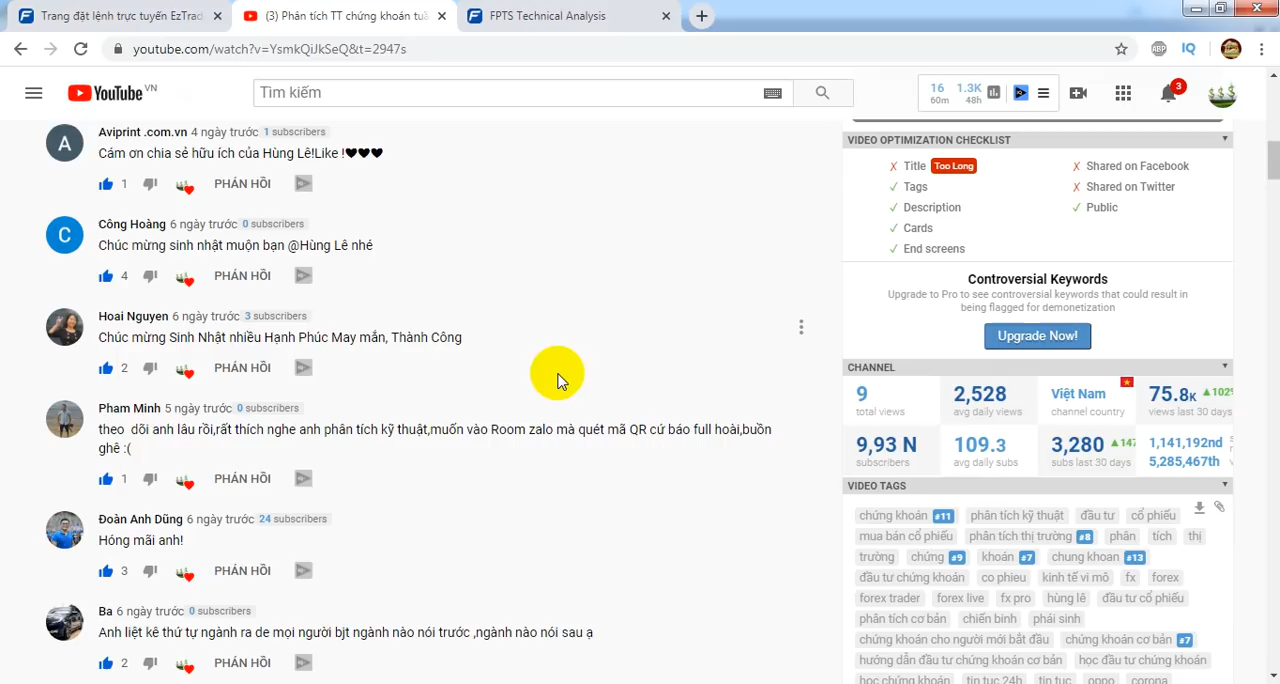 Trang đặt lệnh trực tuyến EzTrad
(3) Phân tích TT chứng khoán tuầ
FPTS Technical Analysis
youtube.com/watch?v=YsmkQiJkSeQ&t=2947s
ABP
IQ
YouTube VN
Tìm kiếm
16 60m
1.3K 48h
3
Aviprint .com.vn 4 ngày trước 1 subscribers
Cám ơn chia sẻ hữu ích của Hùng Lê!Like !♥♥♥
1 PHẢN HỒI
Công Hoàng 6 ngày trước 0 subscribers
Chúc mừng sinh nhật muộn bạn @Hùng Lê nhé
4 PHẢN HỒI
Hoai Nguyen 6 ngày trước 3 subscribers
Chúc mừng Sinh Nhật nhiều Hạnh Phúc May mắn, Thành Công
2 PHẢN HỒI
Pham Minh 5 ngày trước 0 subscribers
theo dõi anh lâu rồi,rất thích nghe anh phân tích kỹ thuật,muốn vào Room zalo mà quét mã QR cứ báo full hoài,buồn
ghê :(
1 PHẢN HỒI
Đoàn Anh Dũng 6 ngày trước 24 subscribers
Hóng mãi anh!
3 PHẢN HỒI
Ba 6 ngày trước 0 subscribers
Anh liệt kê thứ tự ngành ra de mọi người bjt ngành nào nói trước ,ngành nào nói sau ạ
2 PHẢN HỒI
VIDEO OPTIMIZATION CHECKLIST
✗ Title Too Long ✗ Shared on Facebook
✓ Tags ✗ Shared on Twitter
✓ Description ✓ Public
✓ Cards
✓ End screens
Controversial Keywords
Upgrade to Pro to see controversial keywords that could result in
being flagged for demonetization
Upgrade Now!
CHANNEL
9 2,528 Việt Nam 75.8K ▲102%
total views avg daily views channel country views last 30 days
9,93 N 109.3 3,280 ▲147 1,141,192nd
subscribers avg daily subs subs last 30 days 5,285,467th
VIDEO TAGS
chứng khoán #11 phân tích kỹ thuật đầu tư cổ phiếu
mua bán cổ phiếu phân tích thị trường #8 phân tích thị
trường chứng #9 khoán #7 chung khoan #13
đầu tư chứng khoán co phieu kinh tế vi mô fx forex
forex trader forex live fx pro hùng lê đầu tư cổ phiếu
phân tích cơ bản chiến binh phái sinh
chứng khoán cho người mới bắt đầu chứng khoán cơ bản #7
hướng dẫn đầu tư chứng khoán cơ bản học đầu tư chứng khoán
học chứng khoán tin tức 24h tin tuc oppo corona